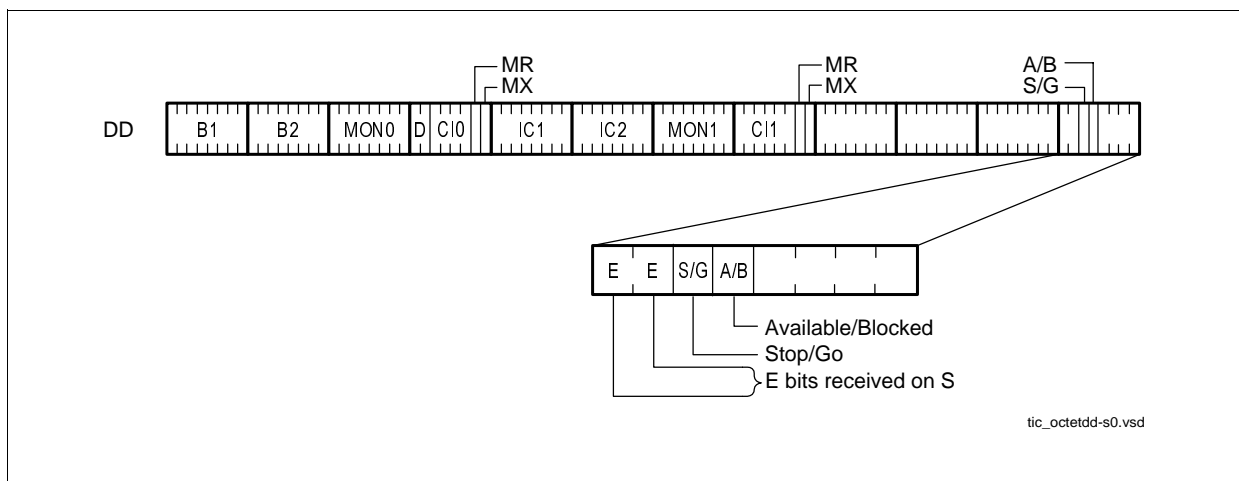 MR MR A/B
MX MX S/G
DD B1 B2 MON0 D CI0 IC1 IC2 MON1 CI1
E E S/G A/B
Available/Blocked
Stop/Go
E bits received on S
tic_octetdd-s0.vsd